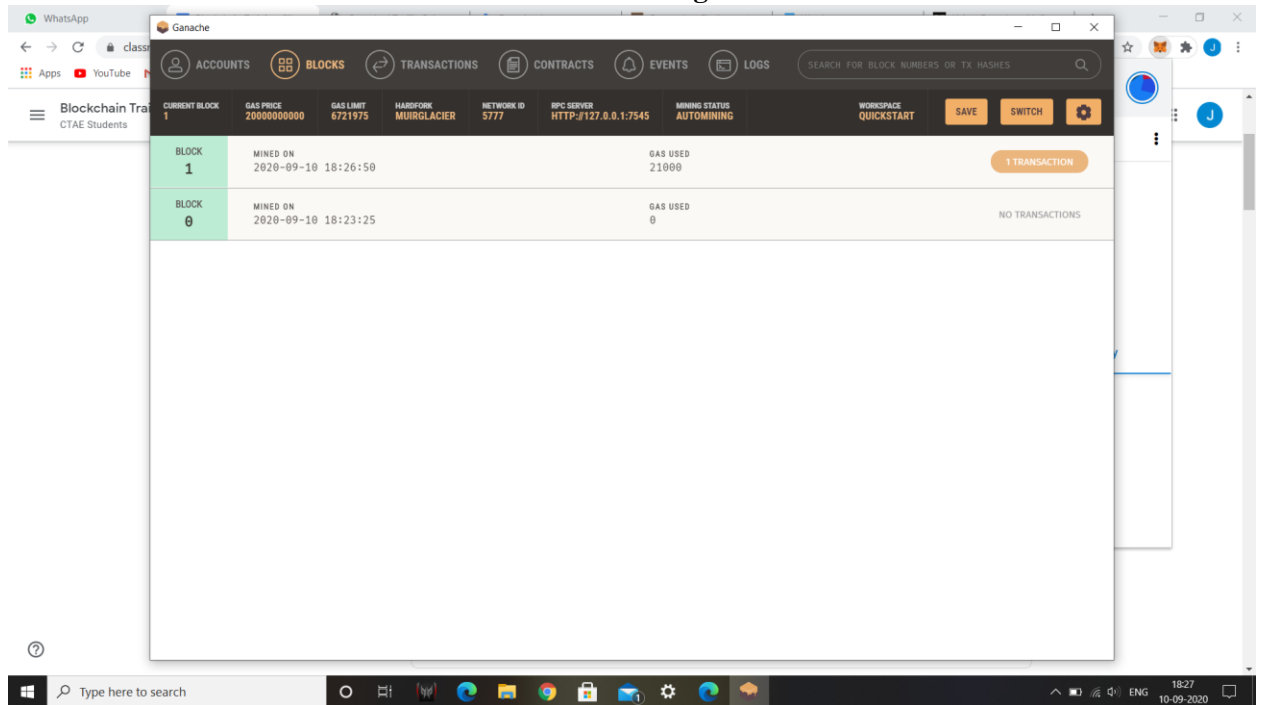 WhatsApp
Ganache
Apps YouTube
Blockchain Trai
CTAE Students
J
J
ACCOUNTS BLOCKS TRANSACTIONS CONTRACTS EVENTS LOGS SEARCH FOR BLOCK NUMBERS OR TX HASHES
CURRENT BLOCK GAS PRICE GAS LIMIT HARDFORK NETWORK ID RPC SERVER MINING STATUS WORKSPACE
1 20000000000 6721975 MUIRGLACIER 5777 HTTP://127.0.0.1:7545 AUTOMINING QUICKSTART SAVE SWITCH
BLOCK MINED ON GAS USED
1 2020-09-10 18:26:50 21000 1 TRANSACTION
BLOCK MINED ON GAS USED
0 2020-09-10 18:23:25 0 NO TRANSACTIONS
Type here to search
ENG
18:27
10-09-2020